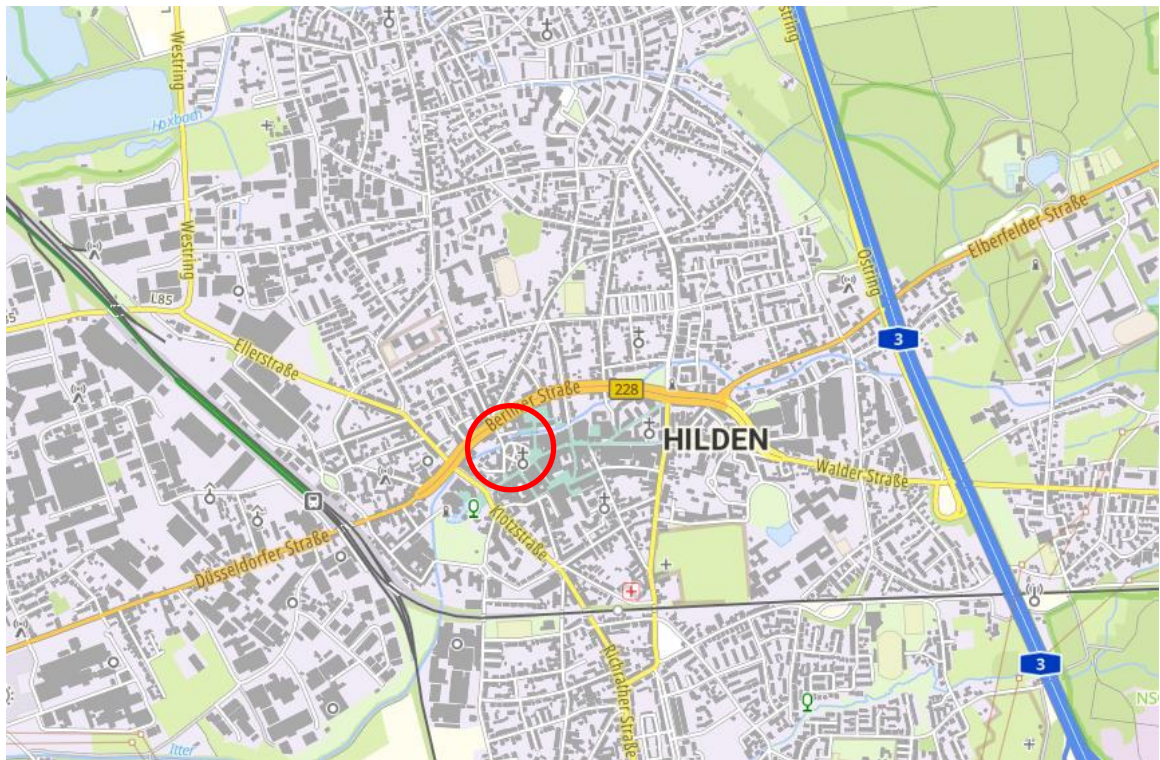 Westring
Ostring
Hoxbach
Westring
L85
Ellerstraße
Berliner Straße
228
3
Elberfelder Straße
HILDEN
Walder Straße
Klotzstraße
Düsseldorfer Straße
Richrather Straße
3
Itter